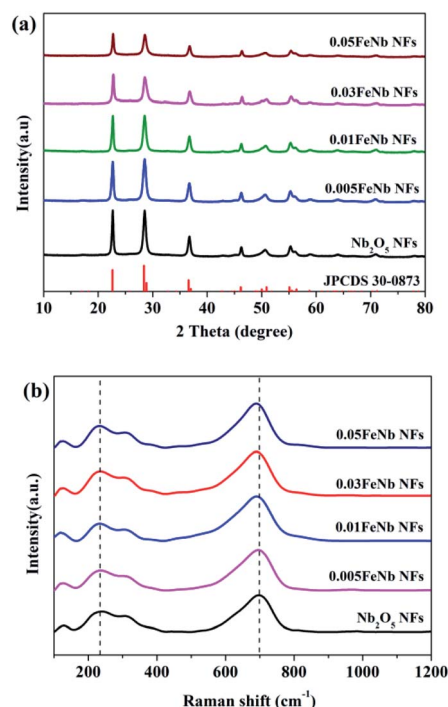 (a)
0.05FeNb NFs
0.03FeNb NFs
0.01FeNb NFs
0.005FeNb NFs
Nb₂O₅ NFs
JPCDS 30-0873
Intensity(a.u)
10 20 30 40 50 60 70 80
2 Theta (degree)
(b)
0.05FeNb NFs
0.03FeNb NFs
0.01FeNb NFs
0.005FeNb NFs
Nb₂O₅ NFs
Intensity(a.u.)
200 400 600 800 1000 1200
Raman shift (cm⁻¹)